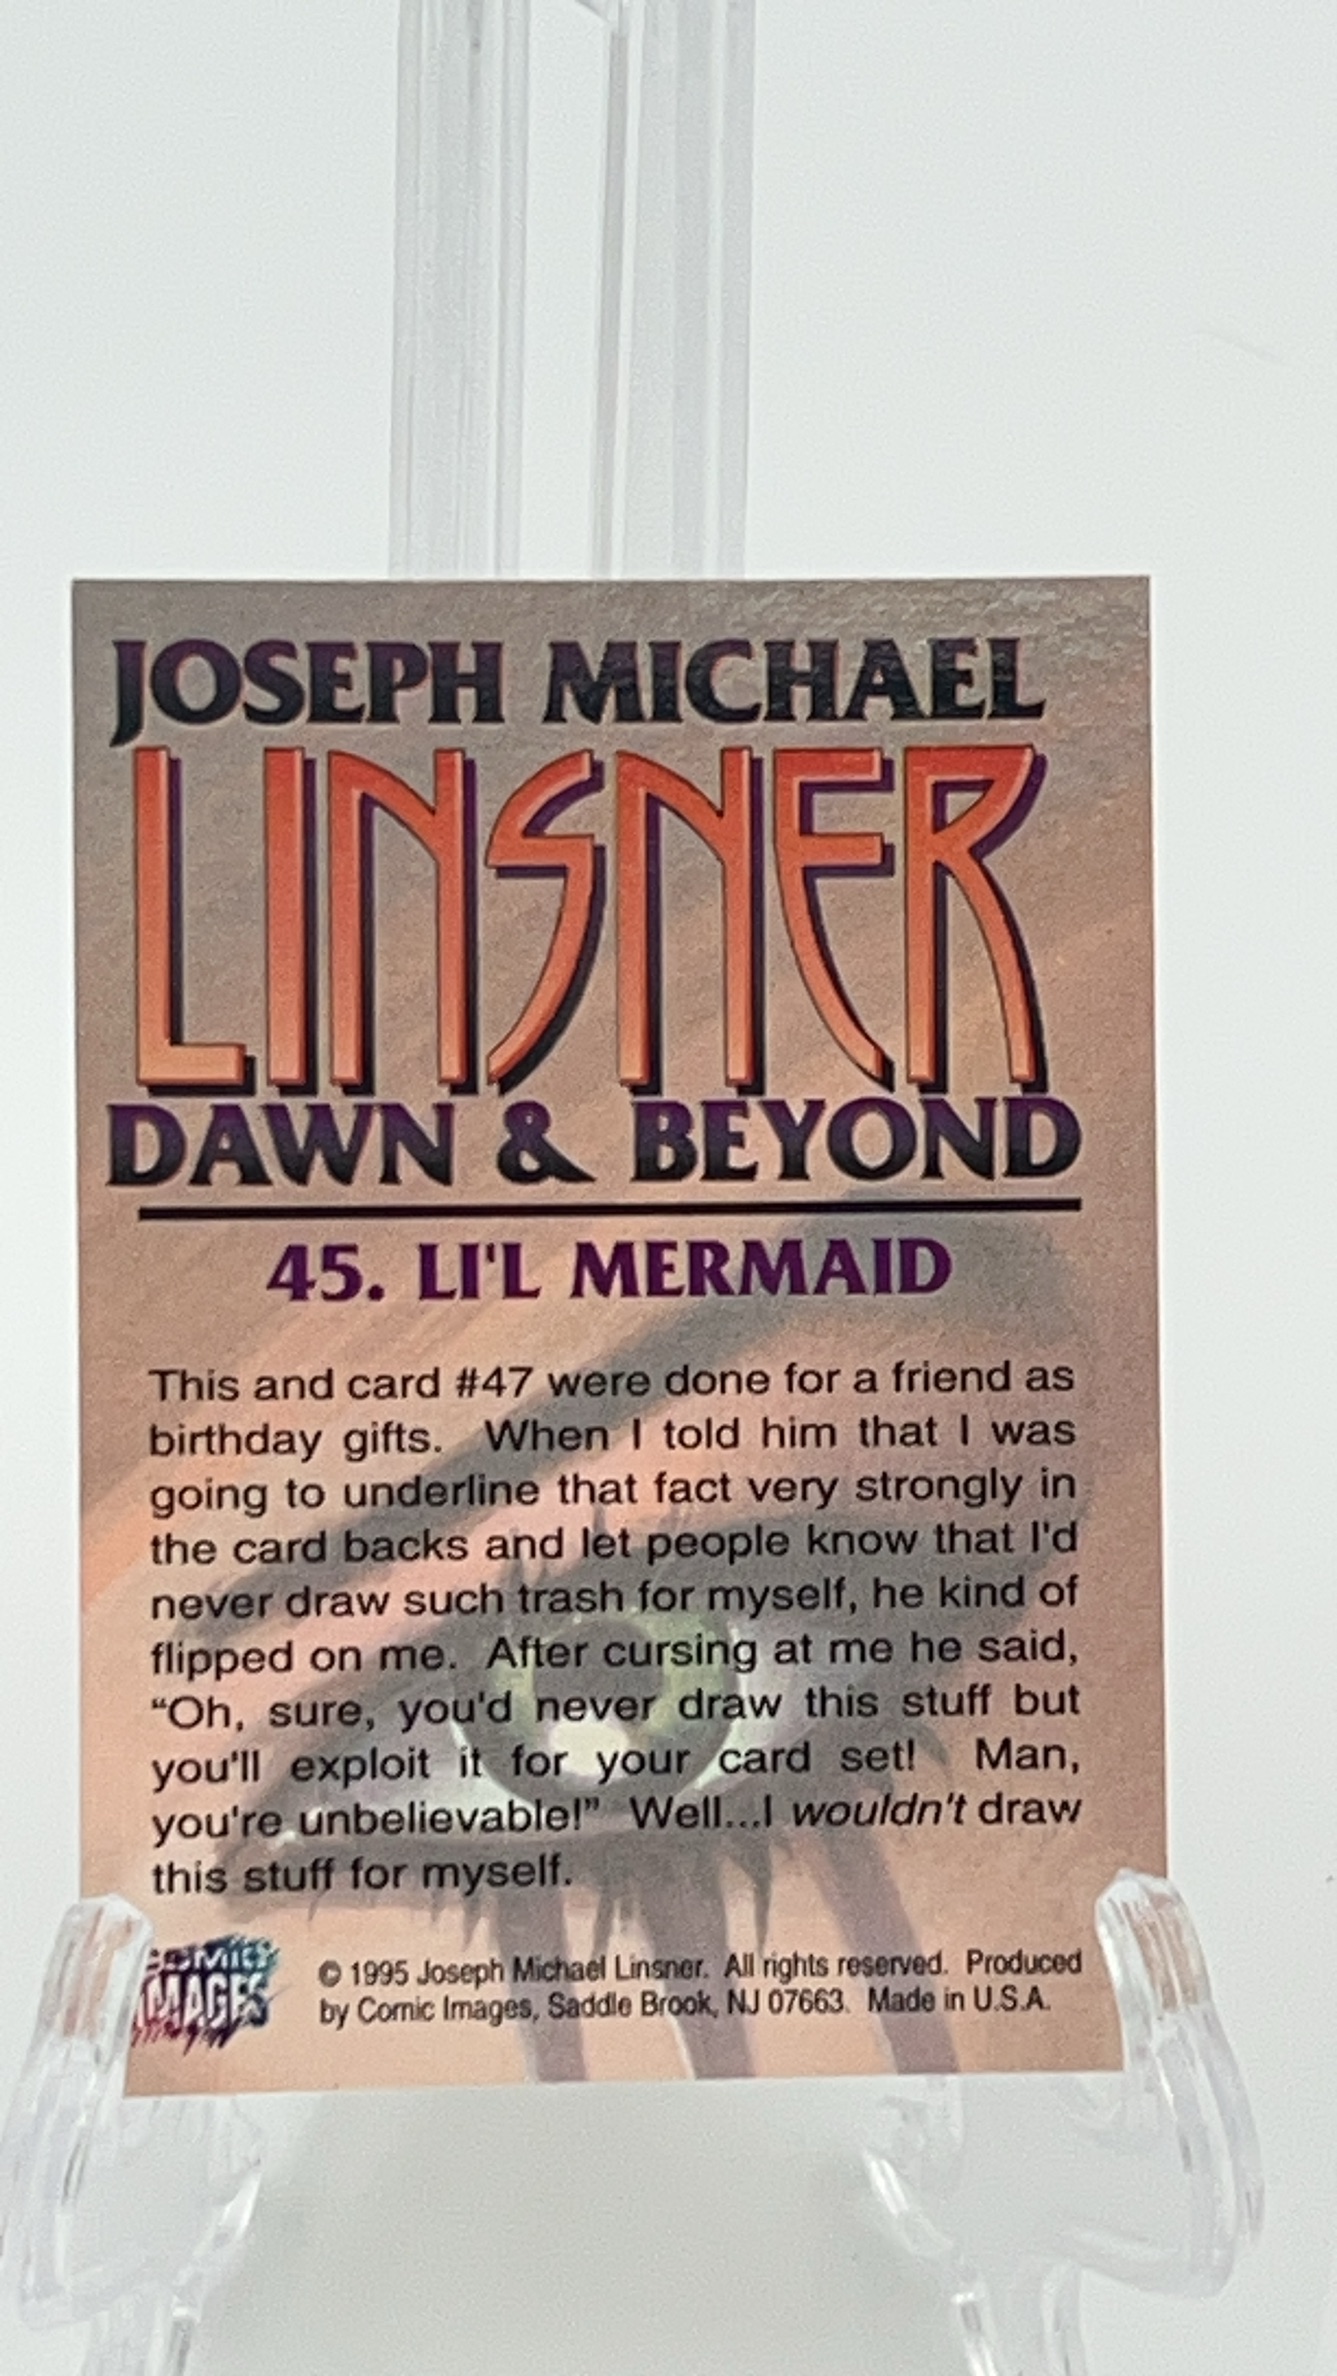 JOSEPH MICHAEL
LINSNER
DAWN & BEYOND
45. LI'L MERMAID
This and card #47 were done for a friend as
birthday gifts. When I told him that I was
going to underline that fact very strongly in
the card backs and let people know that I'd
never draw such trash for myself, he kind of
flipped on me. After cursing at me he said,
“Oh, sure, you'd never draw this stuff but
you'll exploit it for your card set! Man,
you're unbelievable!” Well...I wouldn't draw
this stuff for myself.
COMIC
IMAGES
© 1995 Joseph Michael Linsner. All rights reserved. Produced
by Comic Images, Saddle Brook, NJ 07663. Made in U.S.A.